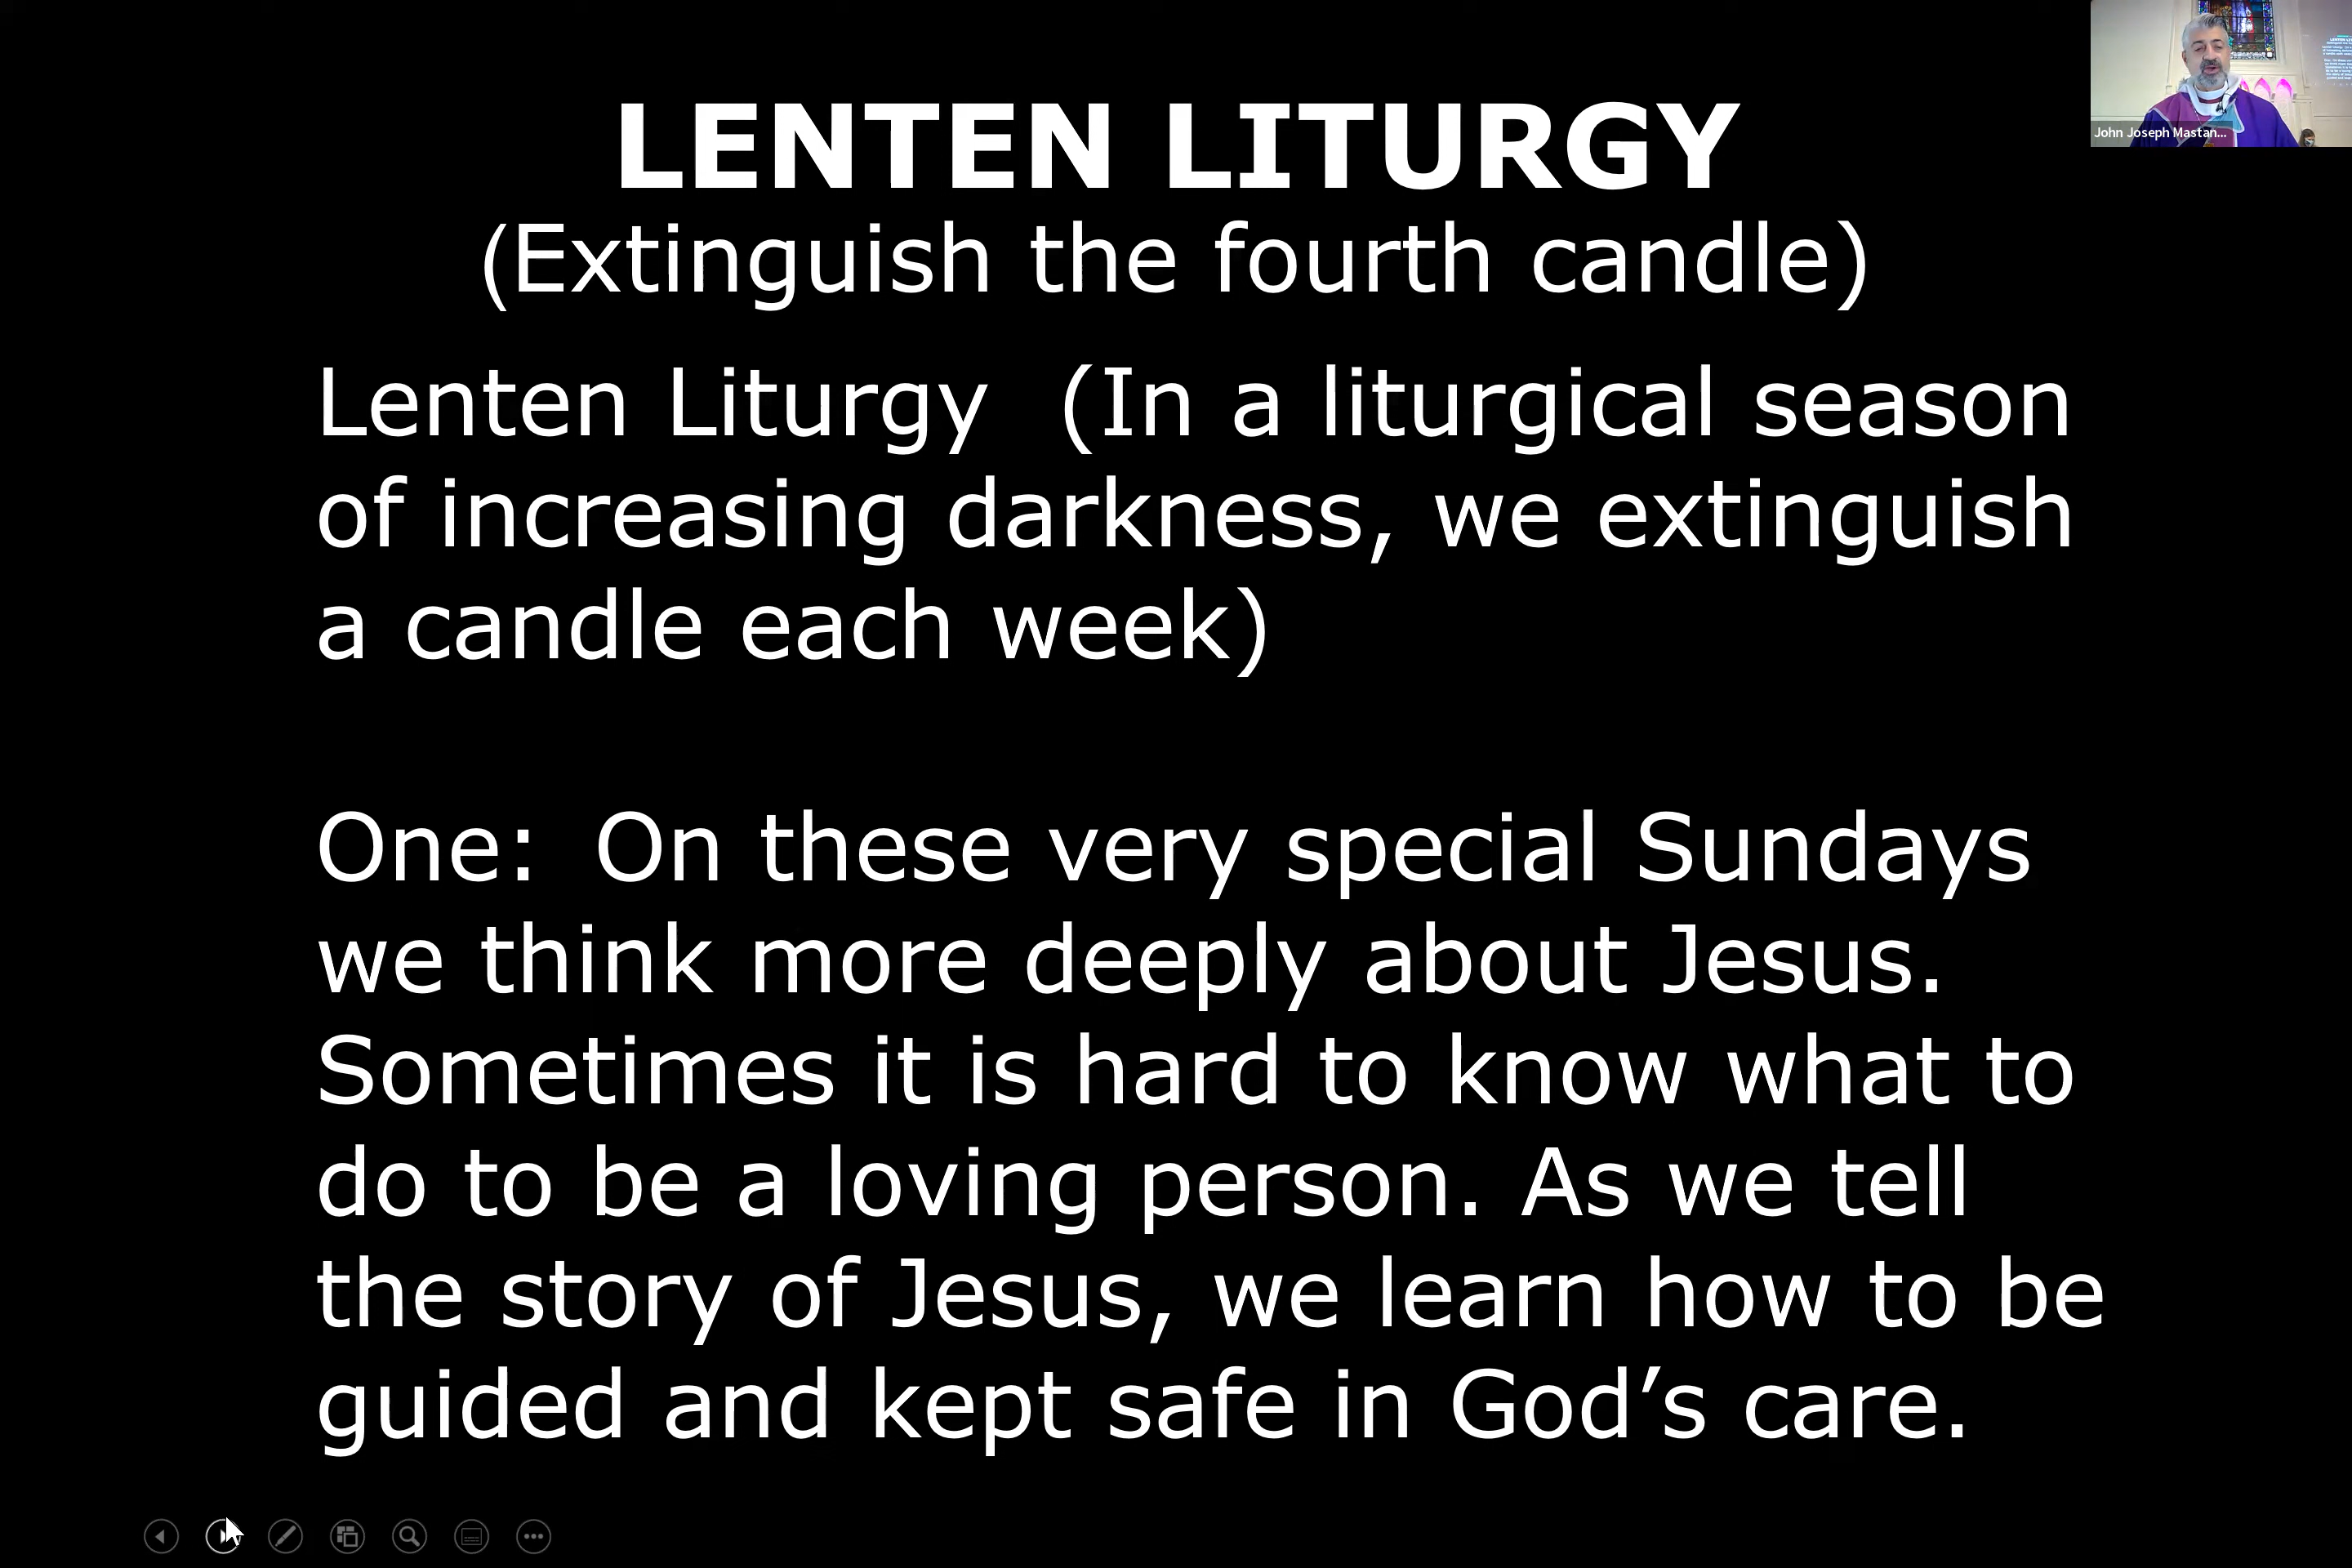 LENTEN LITURGY
(Extinguish the fourth candle)
Lenten Liturgy  (In a liturgical season
of increasing darkness, we extinguish
a candle each week)
One:  On these very special Sundays
we think more deeply about Jesus.
Sometimes it is hard to know what to
do to be a loving person. As we tell
the story of Jesus, we learn how to be
guided and kept safe in God’s care.
John Joseph Mastan...